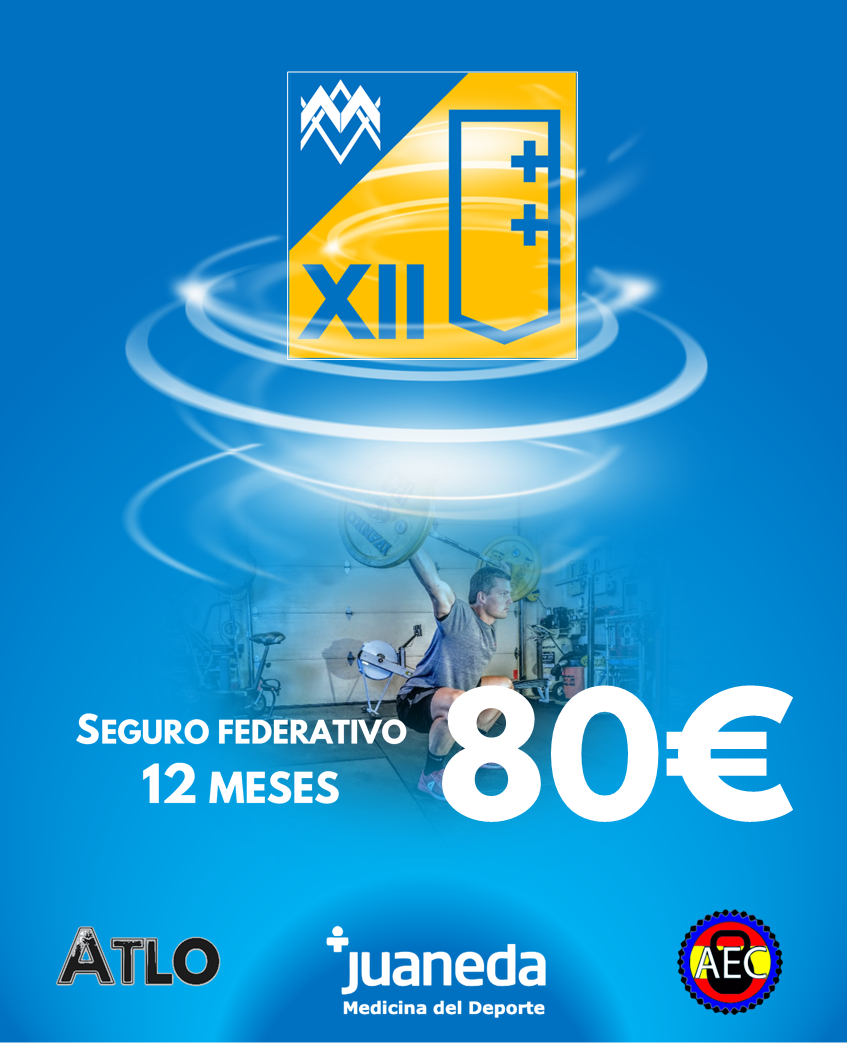 XII
SEGURO FEDERATIVO
12 MESES
80€
ATLO
juaneda
Medicina del Deporte
AEC